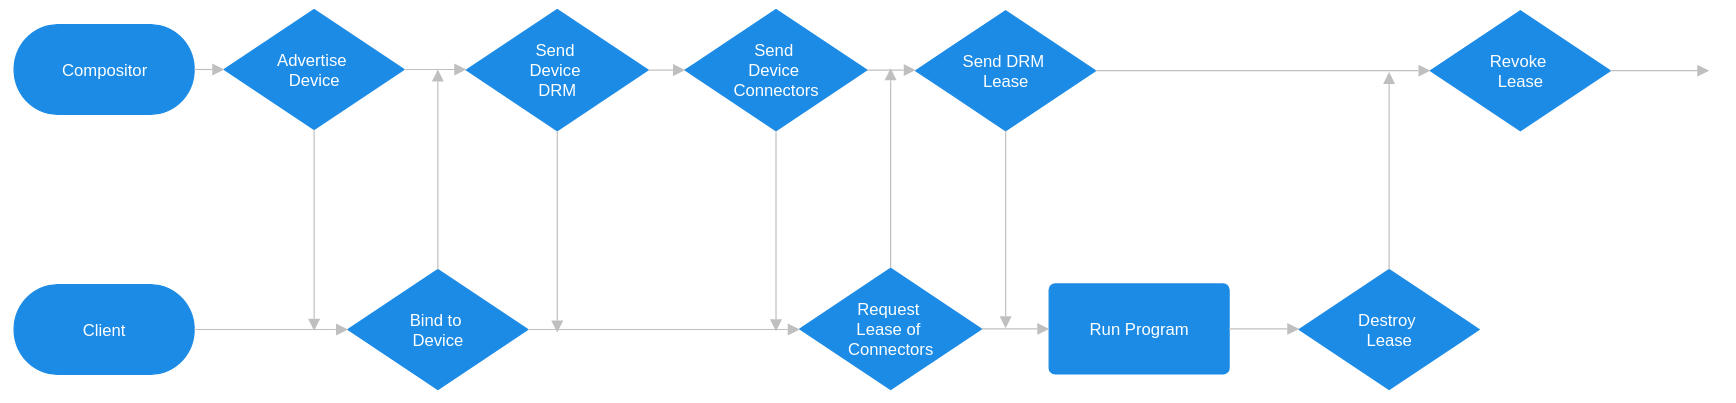 Compositor
Advertise
Device
Send
Device
DRM
Send
Device
Connectors
Send DRM
Lease
Revoke
Lease
Client
Bind to
Device
Request
Lease of
Connectors
Run Program
Destroy
Lease